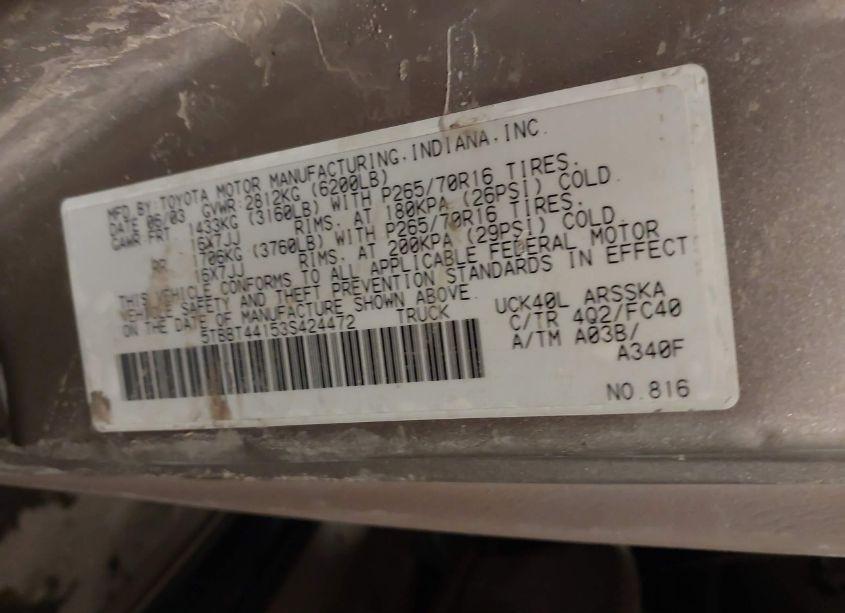 MFD.BY:TOYOTA MOTOR MANUFACTURING,INDIANA,INC.
DATE 06/03 GVWR:2812KG (6200LB)
GAWR:FRT 1433KG (3160LB) WITH P265/70R16 TIRES.
16X7JJ RIMS. AT 180KPA (26PSI) COLD.
RR 1706KG (3760LB) WITH P265/70R16 TIRES.
16X7JJ RIMS. AT 200KPA (29PSI) COLD.
THIS VEHICLE CONFORMS TO ALL APPLICABLE FEDERAL MOTOR
VEHICLE SAFETY AND THEFT PREVENTION STANDARDS IN EFFECT
ON THE DATE OF MANUFACTURE SHOWN ABOVE.
5TBBT44153S424472 TRUCK
UCK40L ARSSKA
C/TR 4Q2/FC40
A/TM A03B/
A340F
NO.816